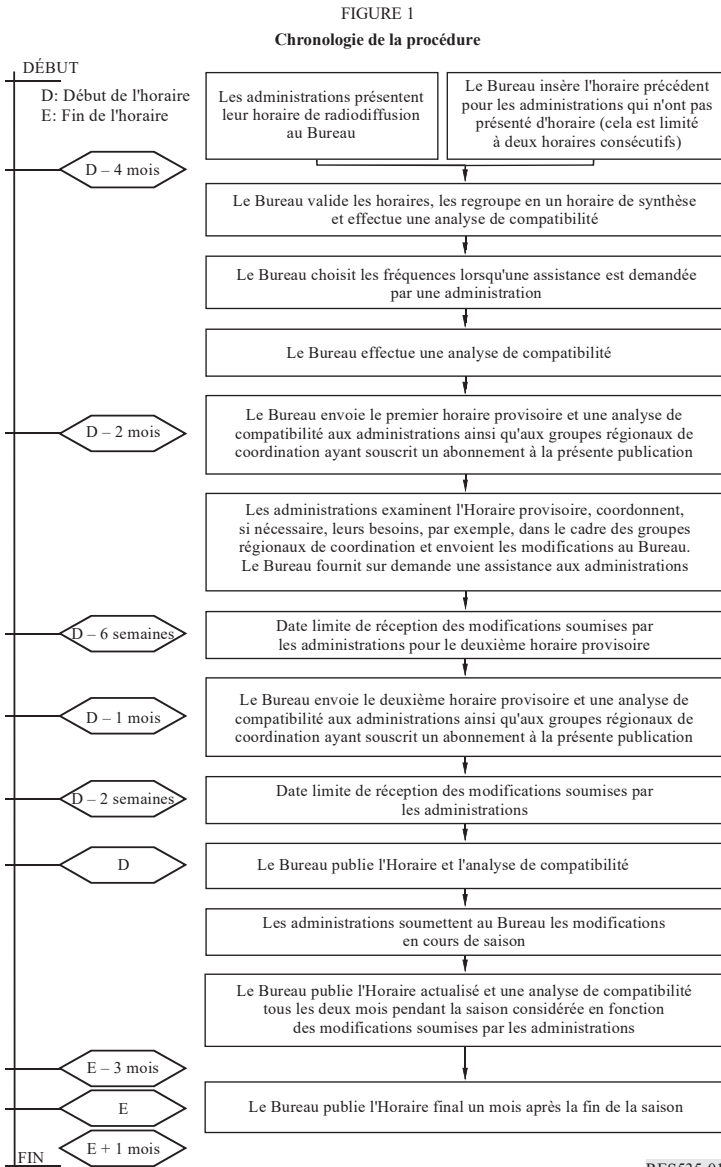 FIGURE 1
Chronologie de la procédure
DÉBUT
D: Début de l'horaire
E: Fin de l'horaire
Les administrations présentent
leur horaire de radiodiffusion
au Bureau
Le Bureau insère l'horaire précédent
pour les administrations qui n'ont pas
présenté d'horaire (cela est limité
à deux horaires consécutifs)
D – 4 mois
Le Bureau valide les horaires, les regroupe en un horaire de synthèse
et effectue une analyse de compatibilité
Le Bureau choisit les fréquences lorsqu'une assistance est demandée
par une administration
Le Bureau effectue une analyse de compatibilité
D – 2 mois
Le Bureau envoie le premier horaire provisoire et une analyse de
compatibilité aux administrations ainsi qu'aux groupes régionaux de
coordination ayant souscrit un abonnement à la présente publication
Les administrations examinent l'Horaire provisoire, coordonnent,
si nécessaire, leurs besoins, par exemple, dans le cadre des groupes
régionaux de coordination et envoient les modifications au Bureau.
Le Bureau fournit sur demande une assistance aux administrations
D – 6 semaines
Date limite de réception des modifications soumises par
les administrations pour le deuxième horaire provisoire
D – 1 mois
Le Bureau envoie le deuxième horaire provisoire et une analyse de
compatibilité aux administrations ainsi qu'aux groupes régionaux de
coordination ayant souscrit un abonnement à la présente publication
D – 2 semaines
Date limite de réception des modifications soumises par
les administrations
D
Le Bureau publie l'Horaire et l'analyse de compatibilité
Les administrations soumettent au Bureau les modifications
en cours de saison
Le Bureau publie l'Horaire actualisé et une analyse de compatibilité
tous les deux mois pendant la saison considérée en fonction
des modifications soumises par les administrations
E – 3 mois
E
Le Bureau publie l'Horaire final un mois après la fin de la saison
E + 1 mois
FIN